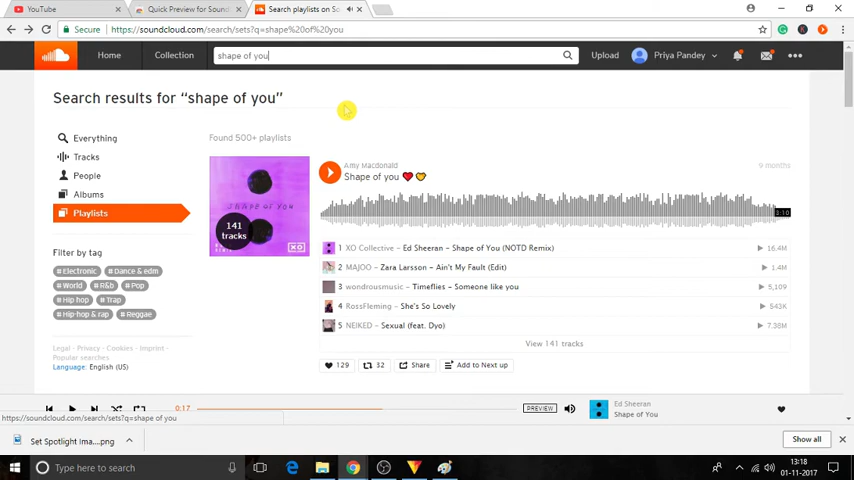 YouTube
Quick Preview for Sound
Search playlists on So
Secure
https://soundcloud.com/search/sets?q=shape%20of%20you
Home
Collection
shape of you
Upload
Priya Pandey
Search results for “shape of you”
Everything
Tracks
People
Albums
Playlists
Filter by tag
# Electronic
# Dance & edm
# World
# R&b
# Pop
# Hip hop
# Trap
# Hip-hop & rap
# Reggae
Legal - Privacy - Cookies - Imprint -
Popular searches
Language: English (US)
Found 500+ playlists
SHAPE OF YOU
141
tracks
XO
Amy Macdonald
9 months
Shape of you
3:10
1 XO Collective – Ed Sheeran – Shape of You (NOTD Remix) 16.4M
2 MAJOO – Zara Larsson – Ain't My Fault (Edit) 1.4M
3 wondrousmusic – Timeflies – Someone like you 5,109
4 RossFleming – She's So Lovely 543K
5 NEIKED – Sexual (feat. Dyo) 7.38M
View 141 tracks
129
32
Share
Add to Next up
0:17
PREVIEW
Ed Sheeran
Shape of You
https://soundcloud.com/search/sets?q=shape of you
Set Spotlight Ima....png
Show all
Type here to search
13:18
01-11-2017